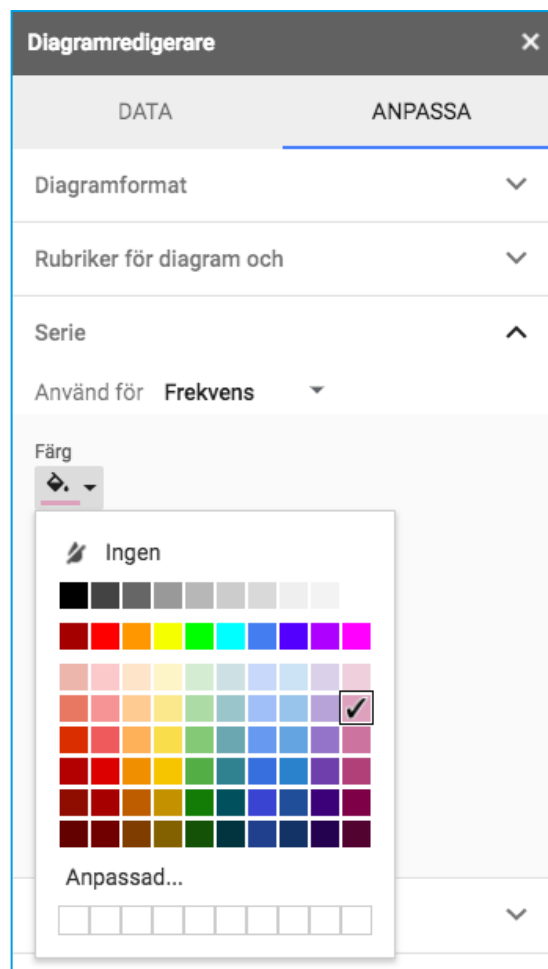 Diagramredigerare
DATA ANPASSA
Diagramformat
Rubriker för diagram och
Serie
Använd för Frekvens
Färg
Ingen
Anpassad...